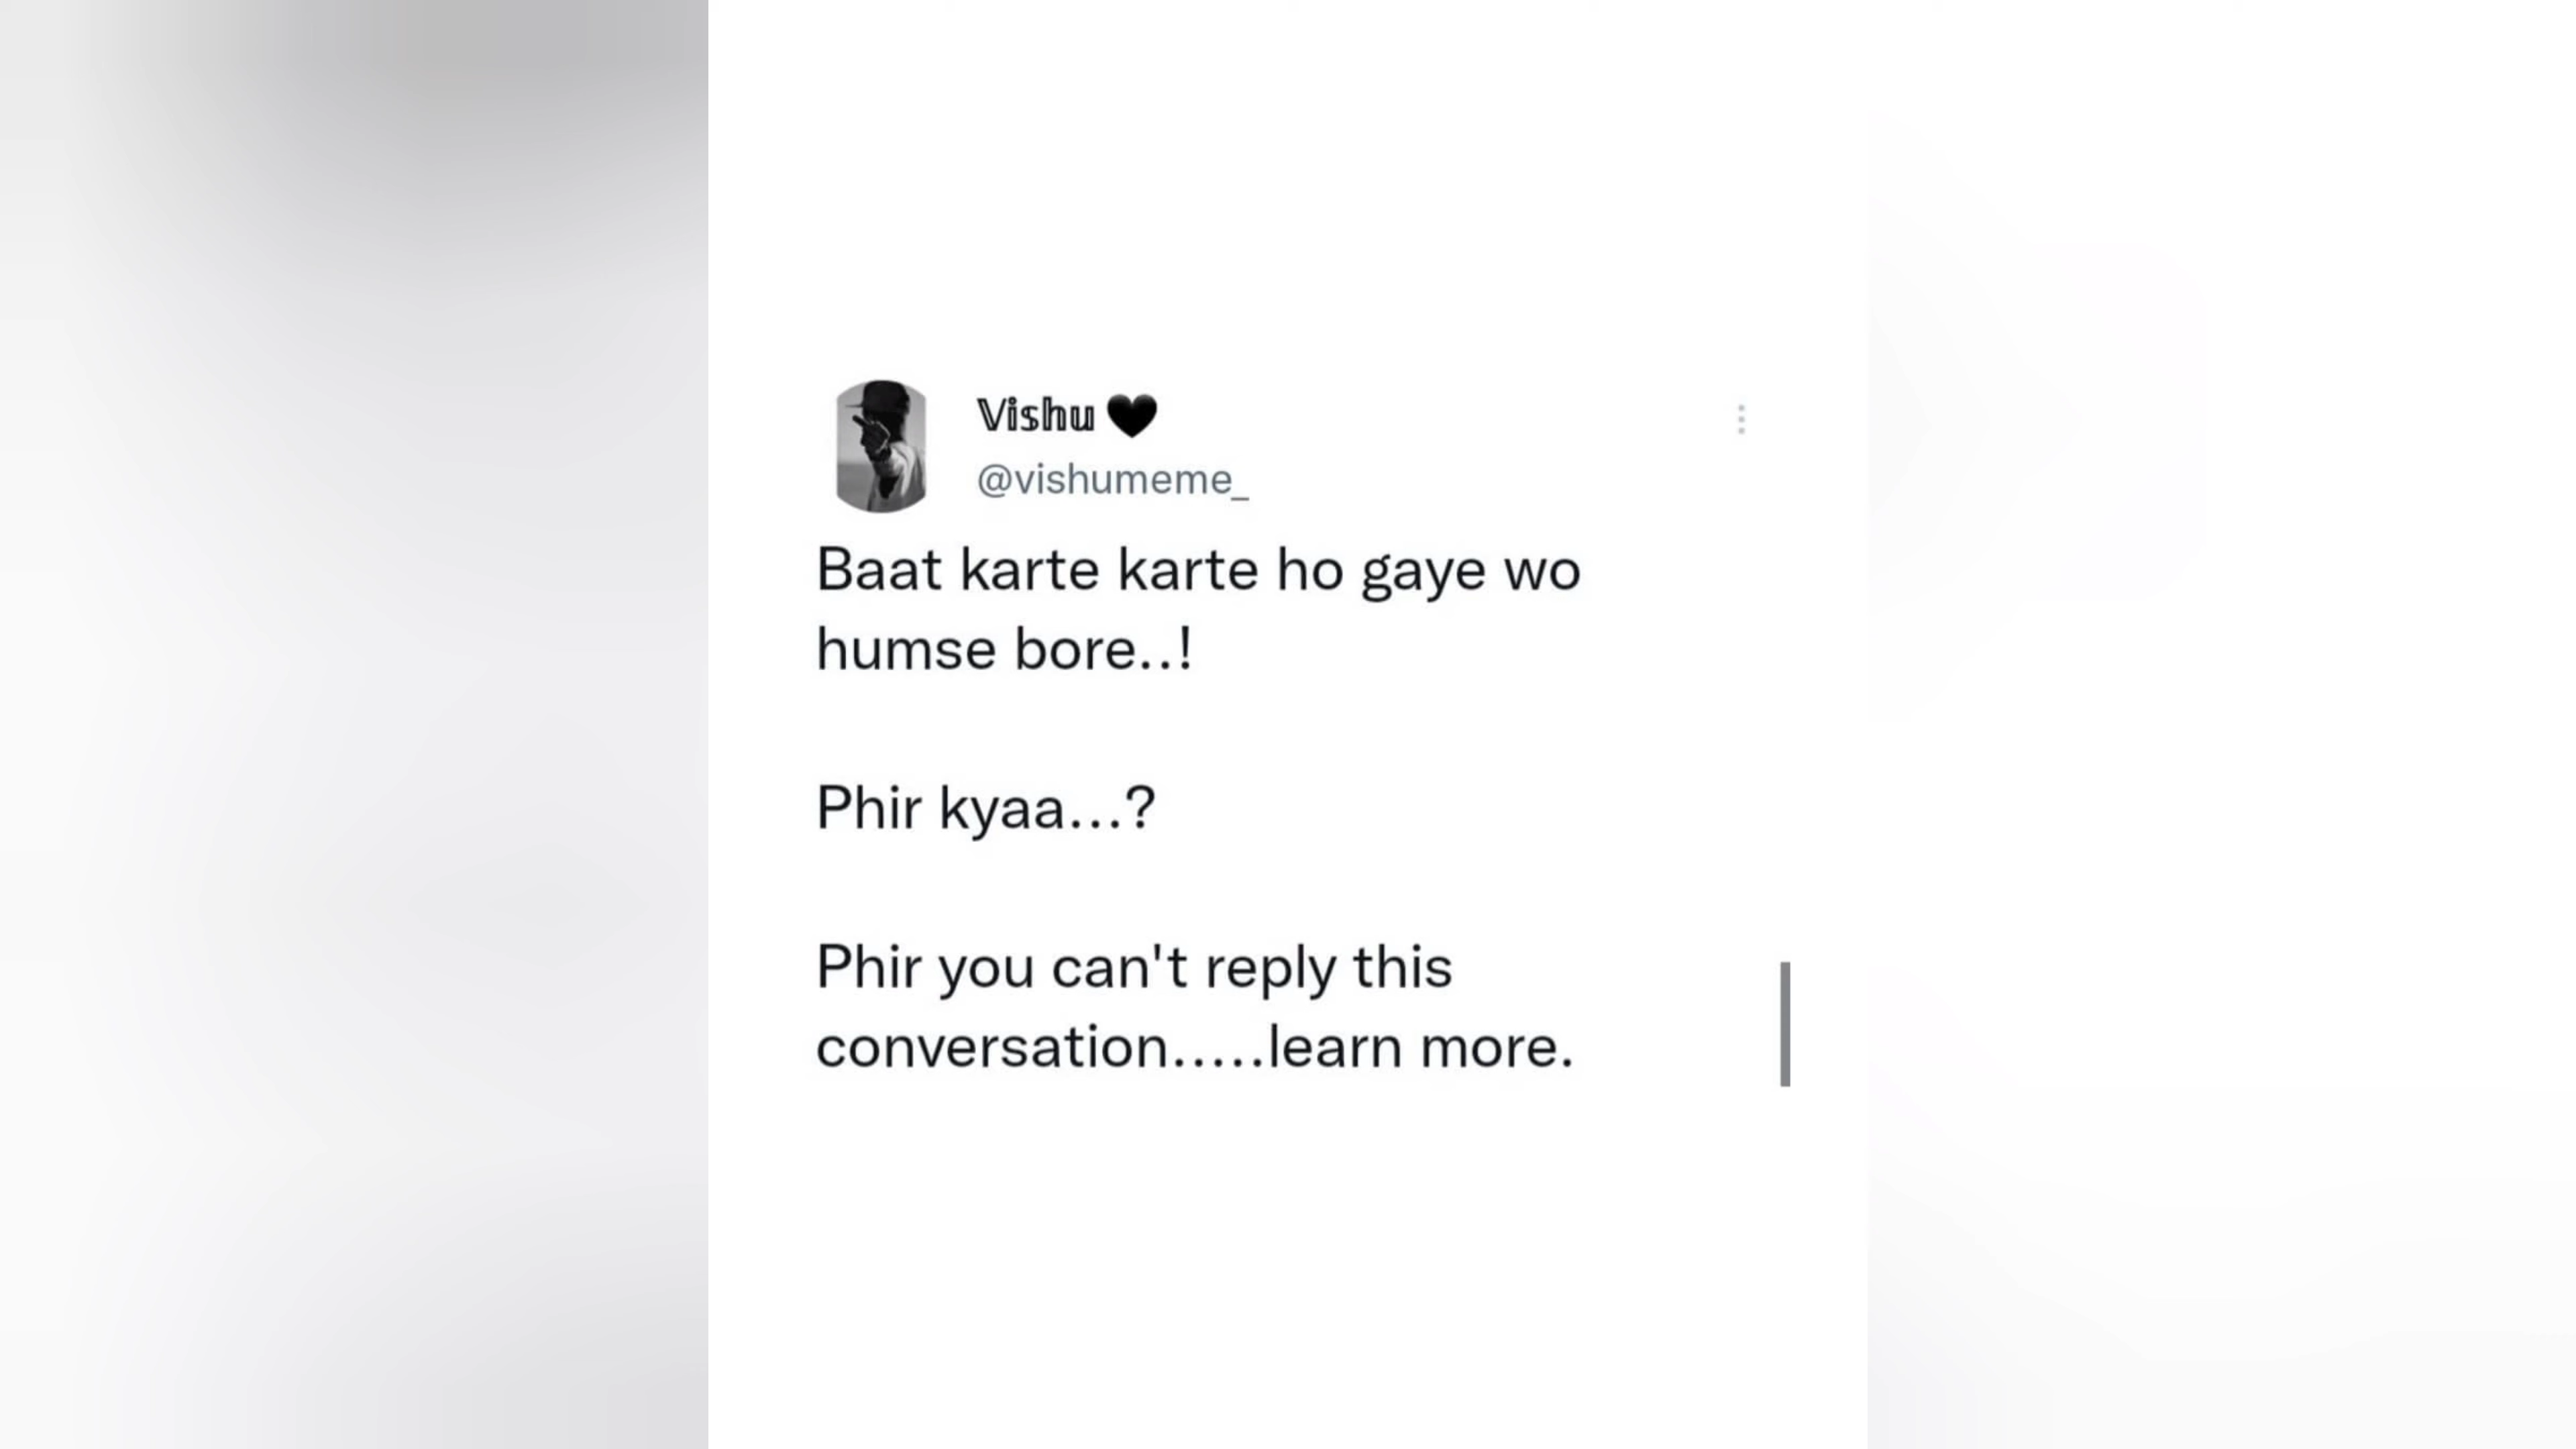 Vishu 🖤
@vishumeme_
Baat karte karte ho gaye wo
humse bore..!
Phir kyaa...?
Phir you can't reply this
conversation.....learn more.